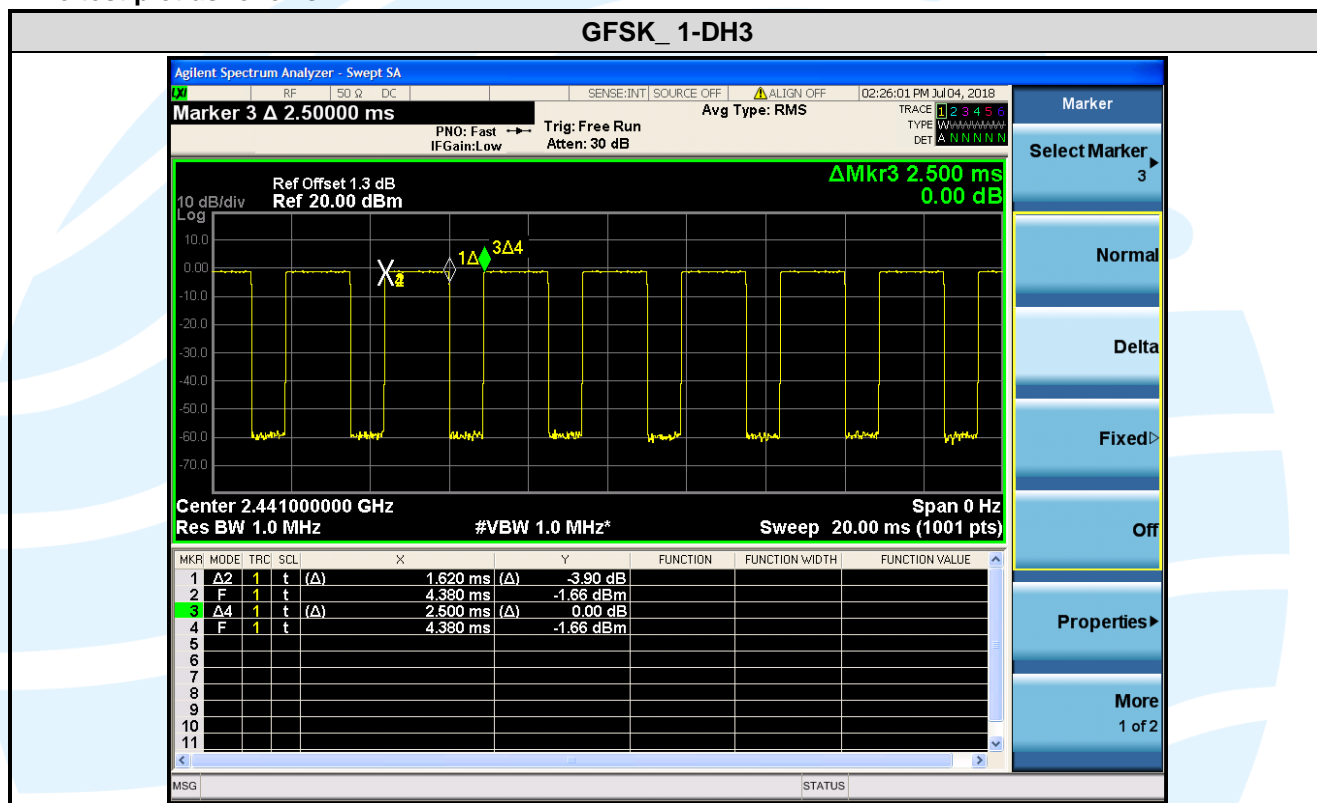 GFSK_ 1-DH3
Agilent Spectrum Analyzer - Swept SA
LXI RF 50 Ω DC SENSE:INT SOURCE OFF ALIGN OFF 02:26:01 PM Jul 04, 2018
Marker 3 Δ 2.50000 ms
PNO: Fast
IFGain:Low
Trig: Free Run
Atten: 30 dB
Avg Type: RMS
TRACE 1 2 3 4 5 6
TYPE WWWWWW
DET A N N N N N
ΔMkr3 2.500 ms
0.00 dB
Ref Offset 1.3 dB
10 dB/div Ref 20.00 dBm
Log
10.0
0.00
-10.0
-20.0
-30.0
-40.0
-50.0
-60.0
-70.0
1Δ
3Δ4
Center 2.441000000 GHz Span 0 Hz
Res BW 1.0 MHz #VBW 1.0 MHz* Sweep 20.00 ms (1001 pts)
MKR MODE TRC SCL X Y FUNCTION FUNCTION WIDTH FUNCTION VALUE
1 Δ2 1 t (Δ) 1.620 ms (Δ) -3.90 dB
2 F 1 t 4.380 ms -1.66 dBm
3 Δ4 1 t (Δ) 2.500 ms (Δ) 0.00 dB
4 F 1 t 4.380 ms -1.66 dBm
5
6
7
8
9
10
11
MSG STATUS
Marker
Select Marker
3
Normal
Delta
Fixed
Off
Properties
More
1 of 2